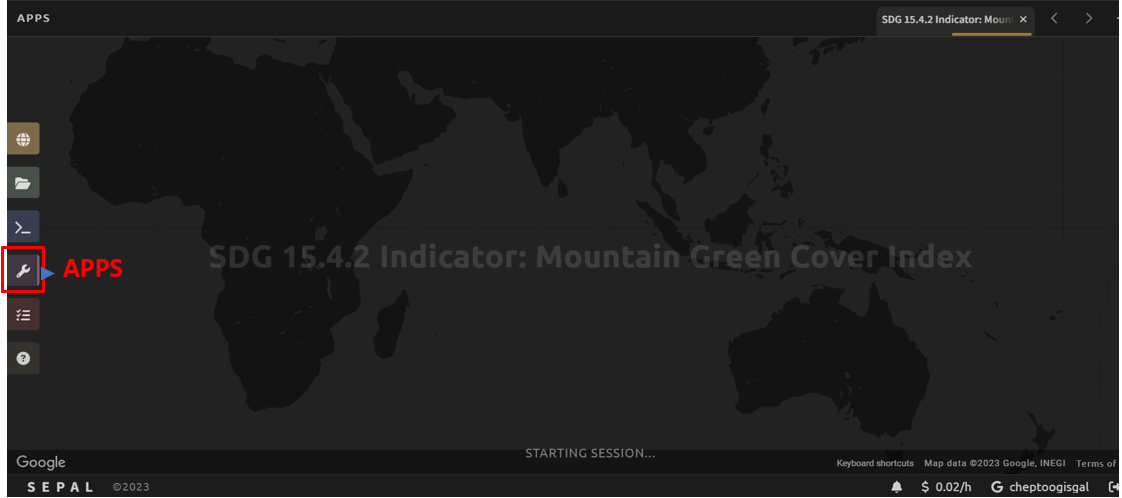 APPS
SDG 15.4.2 Indicator: Moun
APPS
SDG 15.4.2 Indicator: Mountain Green Cover Index
STARTING SESSION...
Google
Keyboard shortcuts
Map data ©2023 Google, INEGI
Terms of
SEPAL
©2023
$ 0.02/h
G cheptoogisgal